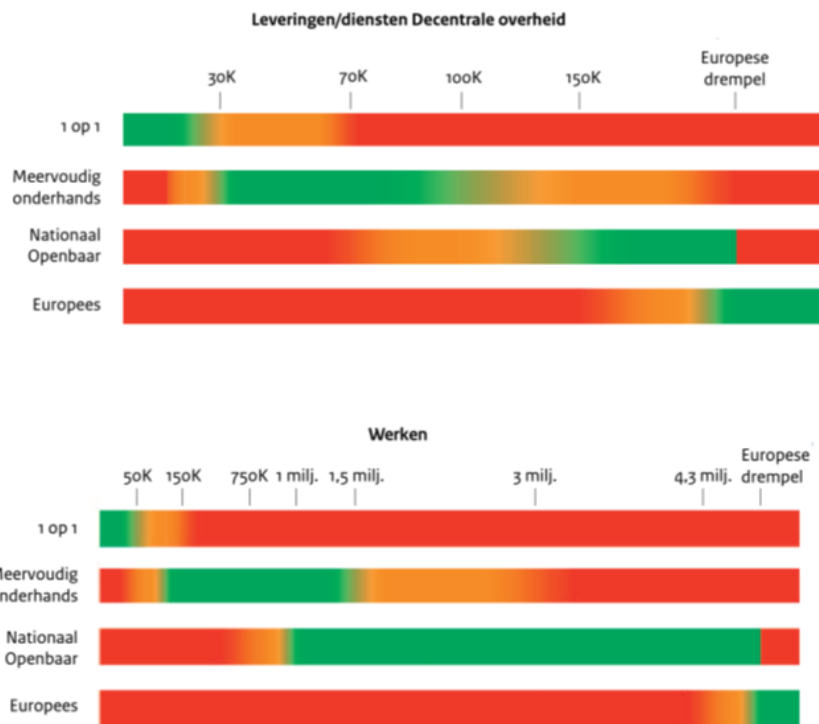 Leveringen/diensten Decentrale overheid
30K 70K 100K 150K Europese
drempel
1 op 1
Meervoudig
onderhands
Nationaal
Openbaar
Europees
Werken
50K 150K 750K 1 milj. 1,5 milj. 3 milj. 4,3 milj. Europese
drempel
1 op 1
Meervoudig
nderhands
Nationaal
Openbaar
Europees